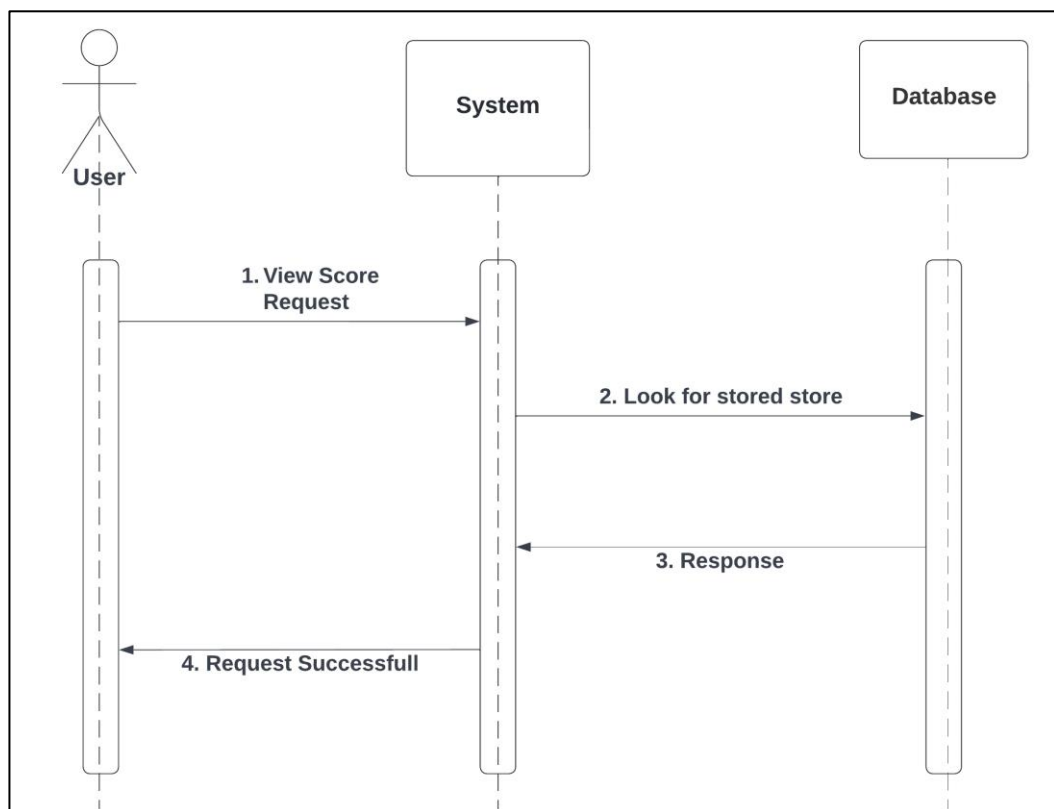 System
Database
User
1. View Score
Request
2. Look for stored store
3. Response
4. Request Successfull